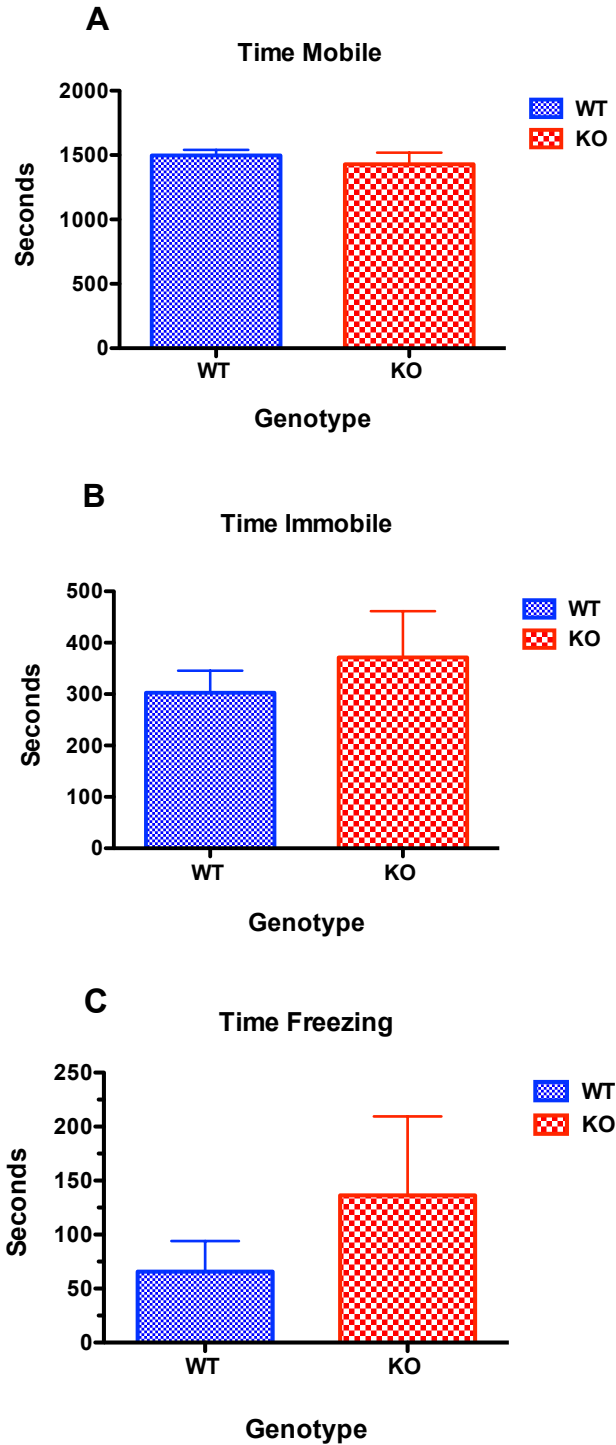 A
Time Mobile
2000
1500
1000
500
0
Seconds
WT
KO
Genotype
WT
KO
B
Time Immobile
500
400
300
200
100
0
Seconds
WT
KO
Genotype
WT
KO
C
Time Freezing
250
200
150
100
50
0
Seconds
WT
KO
Genotype
WT
KO